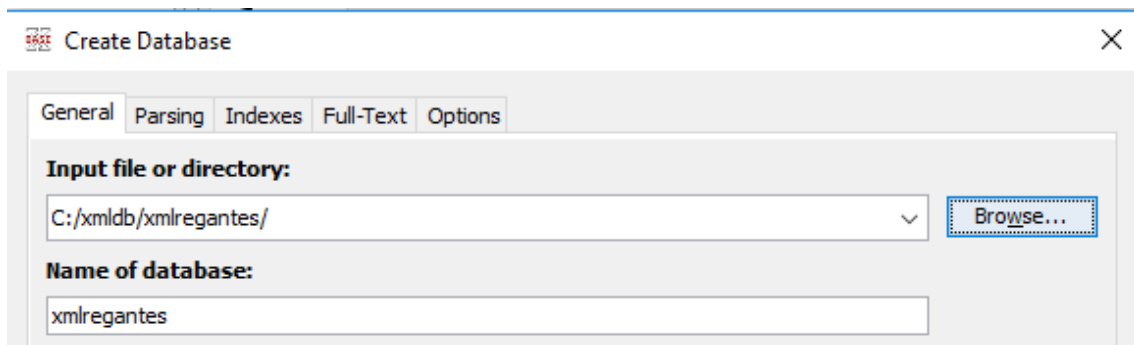 BASE Create Database
General Parsing Indexes Full-Text Options
Input file or directory:
C:/xmldb/xmlregantes/ Browse...
Name of database:
xmlregantes